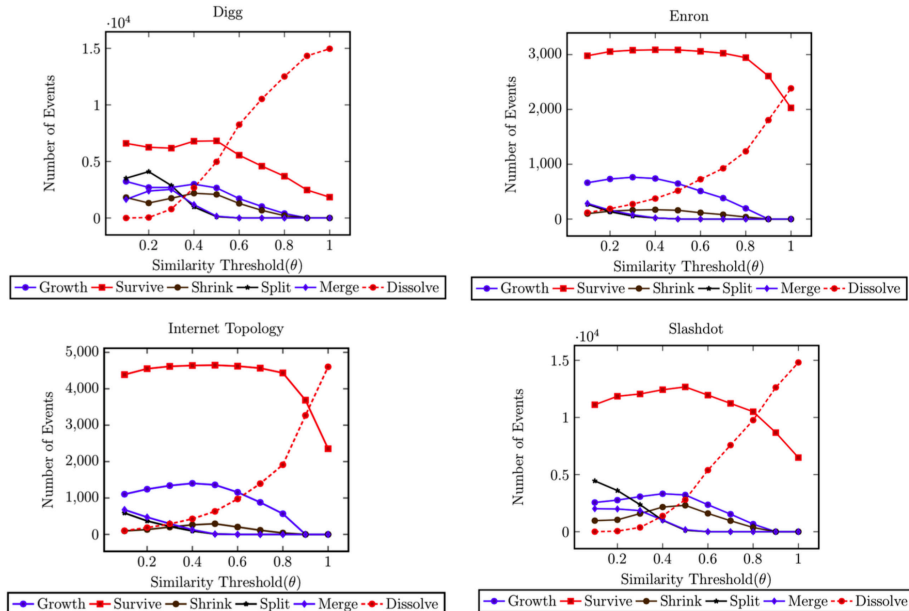 Digg
·10⁴
1.5
1
0.5
0
Number of Events
0.2 0.4 0.6 0.8 1
Similarity Threshold(θ)
Growth Survive Shrink Split Merge Dissolve
Enron
3,000
2,000
1,000
0
Number of Events
0.2 0.4 0.6 0.8 1
Similarity Threshold(θ)
Growth Survive Shrink Split Merge Dissolve
Internet Topology
5,000
4,000
3,000
2,000
1,000
0
Number of Events
0.2 0.4 0.6 0.8 1
Similarity Threshold(θ)
Growth Survive Shrink Split Merge Dissolve
Slashdot
·10⁴
1.5
1
0.5
0
Number of Events
0.2 0.4 0.6 0.8 1
Similarity Threshold(θ)
Growth Survive Shrink Split Merge Dissolve